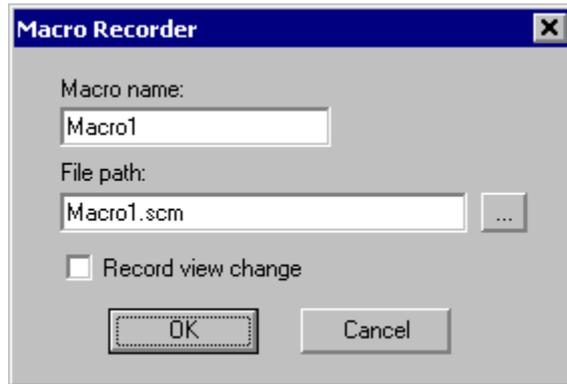 Macro Recorder
Macro name:
Macro1
File path:
Macro1.scm
...
Record view change
OK Cancel